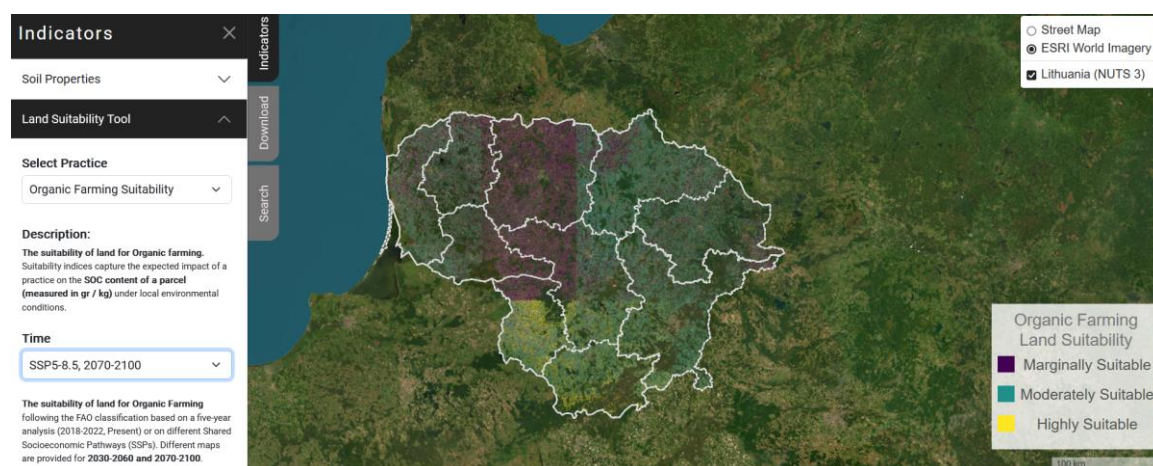 Indicators
Soil Properties
Land Suitability Tool
Select Practice
Organic Farming Suitability
Description:
The suitability of land for Organic farming.
Suitability indices capture the expected impact of a
practice on the SOC content of a parcel
(measured in gr / kg) under local environmental
conditions.
Time
SSP5-8.5, 2070-2100
The suitability of land for Organic Farming
following the FAO classification based on a five-year
analysis (2018-2022, Present) or on different Shared
Socioeconomic Pathways (SSPs). Different maps
are provided for 2030-2060 and 2070-2100.
Indicators
Download
Search
Street Map
ESRI World Imagery
Lithuania (NUTS 3)
Organic Farming
Land Suitability
Marginally Suitable
Moderately Suitable
Highly Suitable
100 km